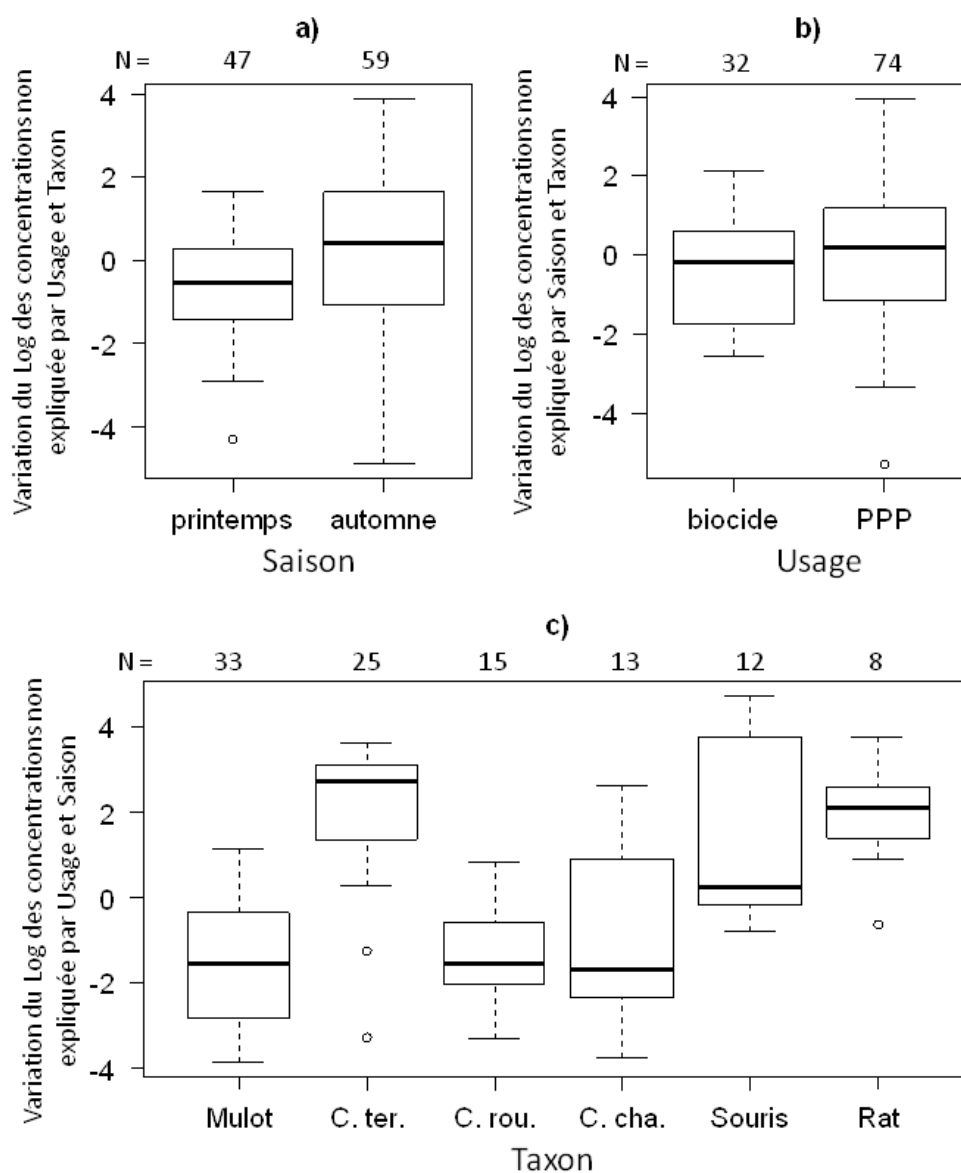 a)
N = 47 59
Variation du Log des concentrations non
expliquée par Usage et Taxon
4
2
0
-2
-4
printemps automne
Saison
b)
N = 32 74
Variation du Log des concentrations non
expliquée par Saison et Taxon
4
2
0
-2
-4
biocide PPP
Usage
c)
N = 33 25 15 13 12 8
Variation du Log des concentrations non
expliquée par Usage et Saison
4
2
0
-2
-4
Mulot C. ter. C. rou. C. cha. Souris Rat
Taxon